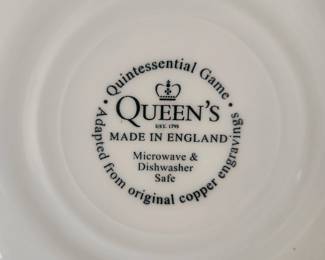 • Quintessential Game •
QUEEN'S
EST. 1790
MADE IN ENGLAND
Microwave &
Dishwasher
Safe
Adapted from original copper engravings